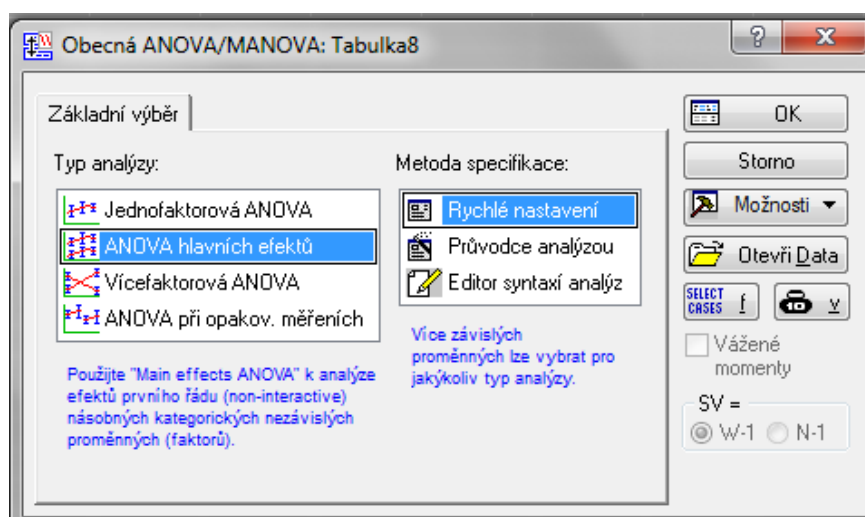 Obecná ANOVA/MANOVA: Tabulka8
Základní výběr
Typ analýzy:
Jednofaktorová ANOVA
ANOVA hlavních efektů
Vícefaktorová ANOVA
ANOVA při opakov. měřeních
Použijte "Main effects ANOVA" k analýze
efektů prvního řádu (non-interactive)
násobných kategorických nezávislých
proměnných (faktorů).
Metoda specifikace:
Rychlé nastavení
Průvodce analýzou
Editor syntaxí analýz
Více závislých
proměnných lze vybrat pro
jakýkoliv typ analýzy.
OK
Storno
Možnosti
Otevři Data
SELECT CASES f
v
Vážené
momenty
SV =
W-1 N-1